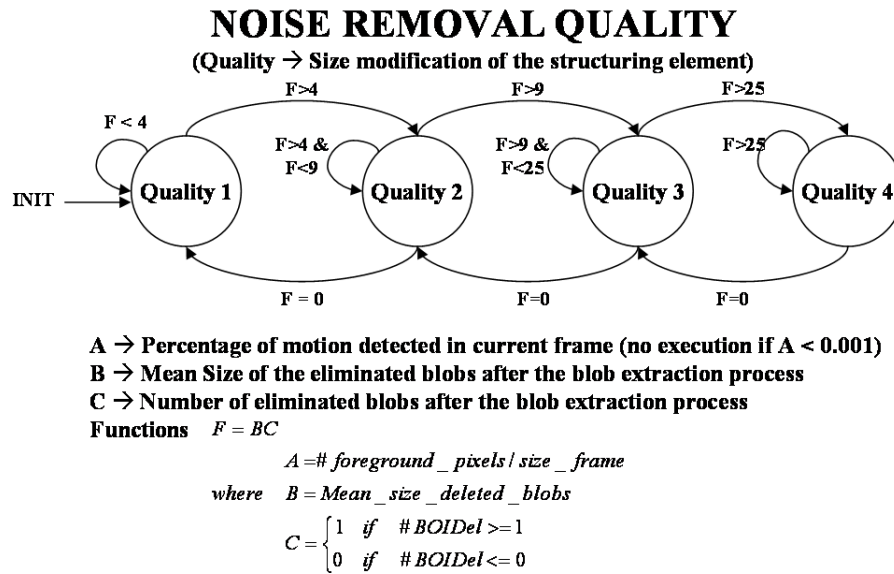 NOISE REMOVAL QUALITY
(Quality → Size modification of the structuring element)
F>4
F>9
F>25
F < 4
F>4 &
F<9
F>9 &
F<25
F>25
INIT
Quality 1
Quality 2
Quality 3
Quality 4
F = 0
F=0
F=0
A → Percentage of motion detected in current frame (no execution if A < 0.001)
B → Mean Size of the eliminated blobs after the blob extraction process
C → Number of eliminated blobs after the blob extraction process
Functions F = BC
A =# foreground _ pixels / size _ frame
where B = Mean _ size _ deleted _ blobs
C = { 1 if # BOIDel >= 1
0 if # BOIDel <= 0